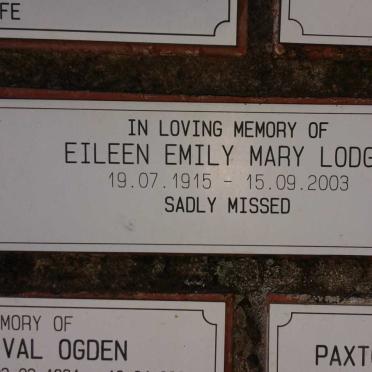 FE
IN LOVING MEMORY OF
EILEEN EMILY MARY LODG
19.07.1915 - 15.09.2003
SADLY MISSED
MORY OF
VAL OGDEN
PAXT